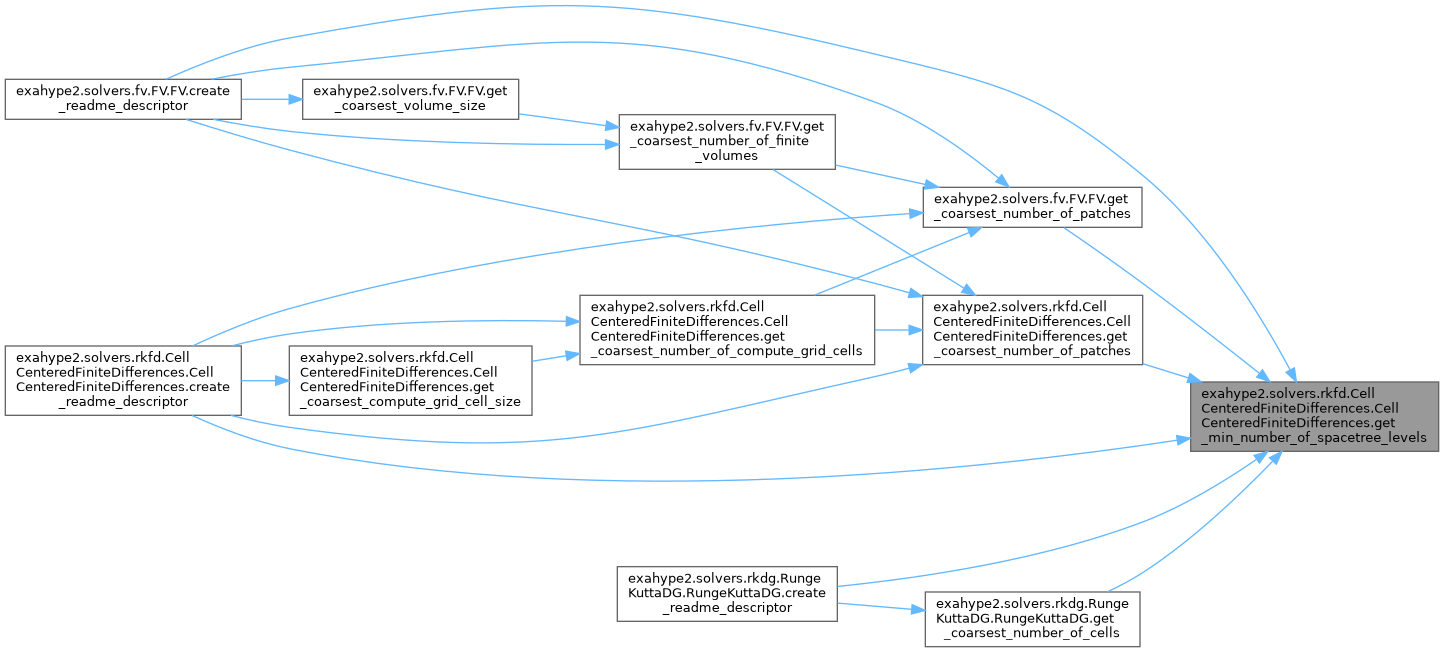 exahype2.solvers.fv.FV.FV.create
_readme_descriptor
exahype2.solvers.fv.FV.FV.get
_coarsest_volume_size
exahype2.solvers.fv.FV.FV.get
_coarsest_number_of_finite
_volumes
exahype2.solvers.fv.FV.FV.get
_coarsest_number_of_patches
exahype2.solvers.rkfd.Cell
CenteredFiniteDifferences.Cell
CenteredFiniteDifferences.get
_coarsest_number_of_compute_grid_cells
exahype2.solvers.rkfd.Cell
CenteredFiniteDifferences.Cell
CenteredFiniteDifferences.get
_coarsest_number_of_patches
exahype2.solvers.rkfd.Cell
CenteredFiniteDifferences.Cell
CenteredFiniteDifferences.create
_readme_descriptor
exahype2.solvers.rkfd.Cell
CenteredFiniteDifferences.Cell
CenteredFiniteDifferences.get
_coarsest_compute_grid_cell_size
exahype2.solvers.rkfd.Cell
CenteredFiniteDifferences.Cell
CenteredFiniteDifferences.get
_min_number_of_spacetree_levels
exahype2.solvers.rkdg.Runge
KuttaDG.RungeKuttaDG.create
_readme_descriptor
exahype2.solvers.rkdg.Runge
KuttaDG.RungeKuttaDG.get
_coarsest_number_of_cells